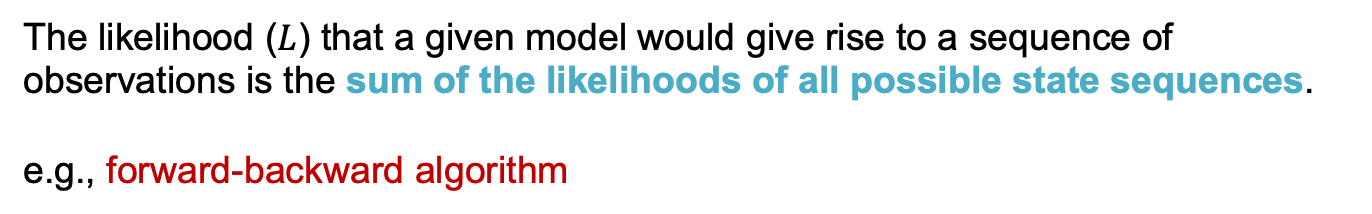 The likelihood (L) that a given model would give rise to a sequence of
observations is the sum of the likelihoods of all possible state sequences.
e.g., forward-backward algorithm